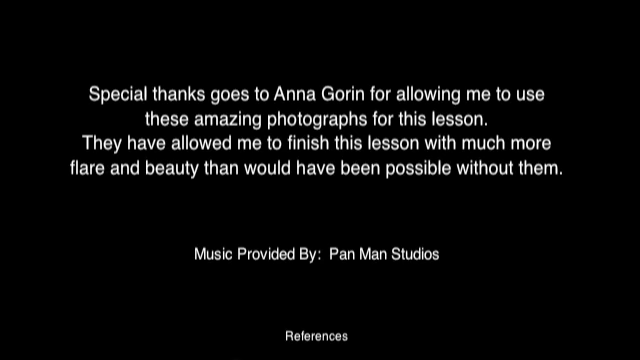 Special thanks goes to Anna Gorin for allowing me to use
these amazing photographs for this lesson.
They have allowed me to finish this lesson with much more
flare and beauty than would have been possible without them.
Music Provided By:  Pan Man Studios
References